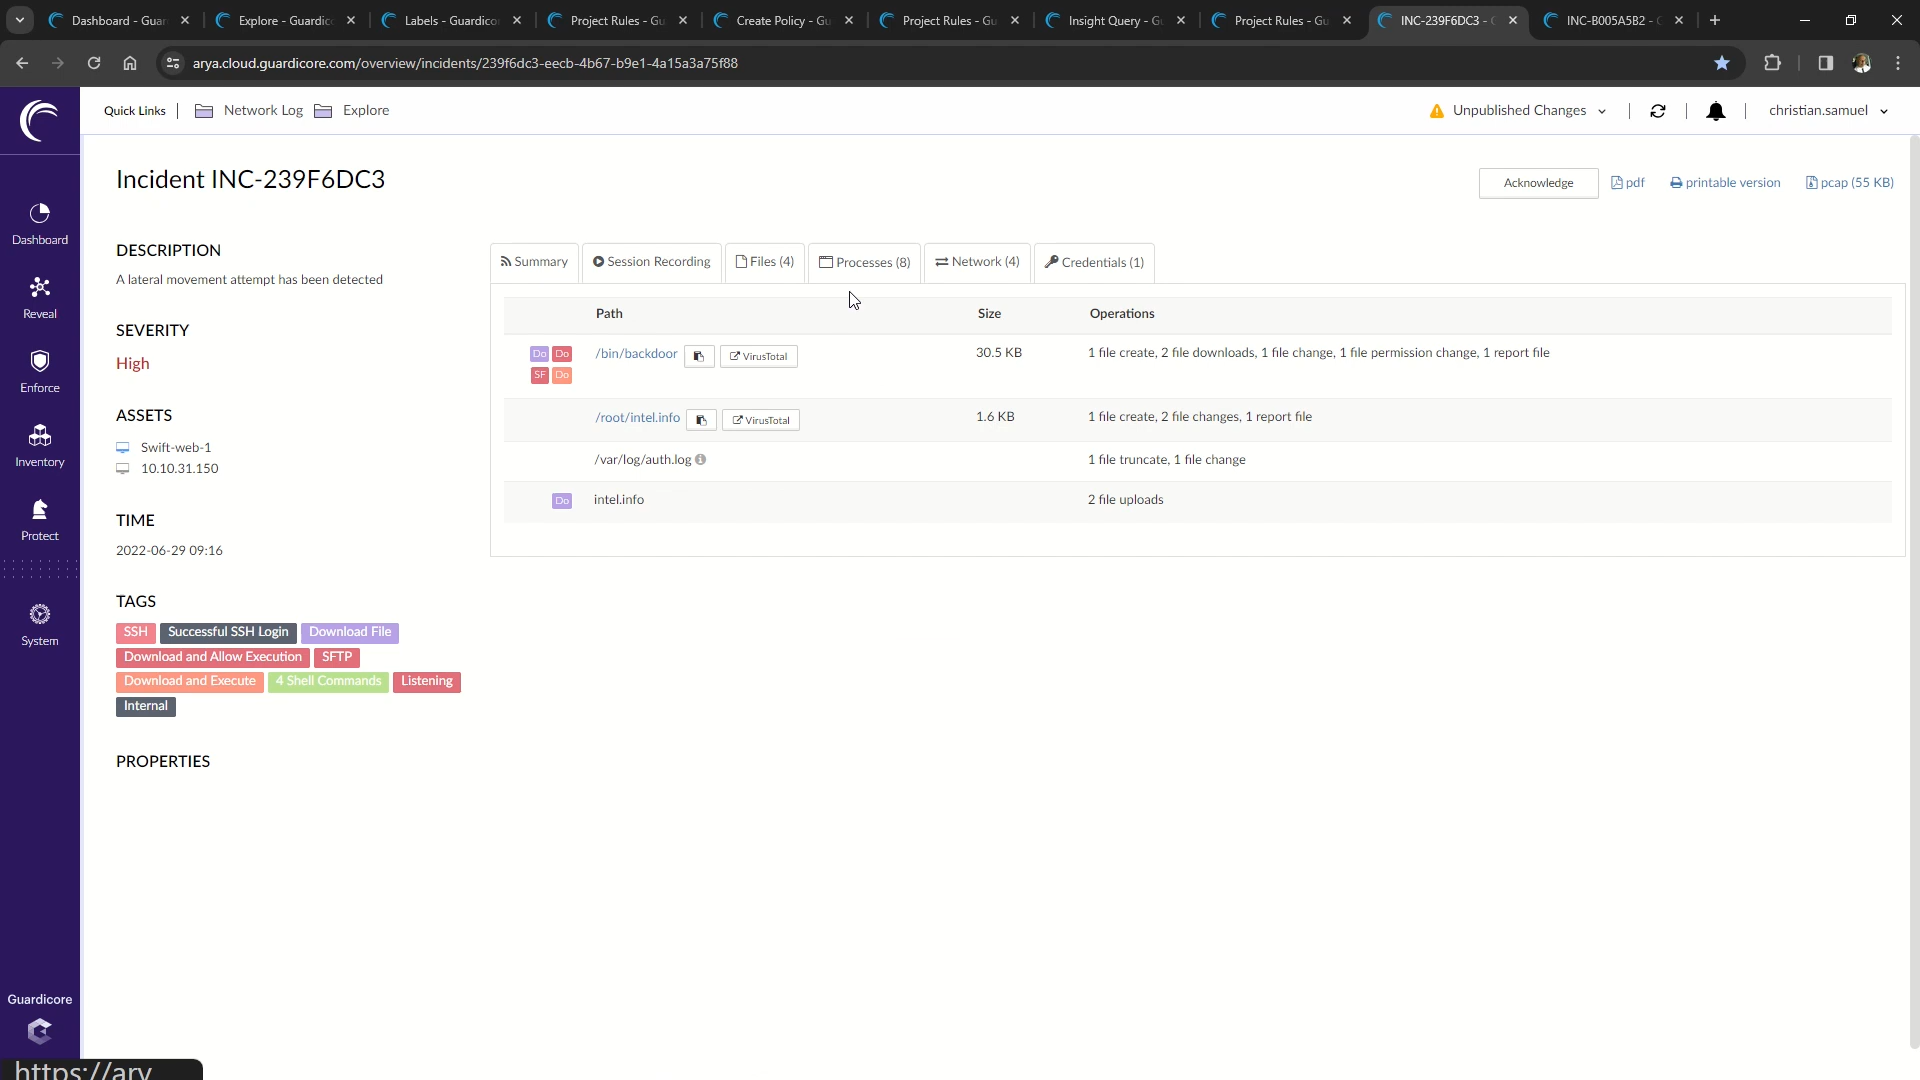 Dashboard - Guar
Explore - Guardic
Labels - Guardicor
Project Rules - Gu
Create Policy - Gu
Project Rules - Gu
Insight Query - Gu
Project Rules - Gu
INC-239F6DC3 - G
INC-B005A5B2 - G
arya.cloud.guardicore.com/overview/incidents/239f6dc3-eecb-4b67-b9e1-4a15a3a75f88
Quick Links Network Log Explore
Unpublished Changes christian.samuel
Dashboard
Reveal
Enforce
Inventory
Protect
System
Guardicore
Incident INC-239F6DC3
Acknowledge pdf printable version pcap (55 KB)
DESCRIPTION
A lateral movement attempt has been detected
SEVERITY
High
ASSETS
Swift-web-1
10.10.31.150
TIME
2022-06-29 09:16
TAGS
SSH Successful SSH Login Download File
Download and Allow Execution SFTP
Download and Execute 4 Shell Commands Listening
Internal
PROPERTIES
Summary Session Recording Files (4) Processes (8) Network (4) Credentials (1)
Path Size Operations
Do Do /bin/backdoor VirusTotal 30.5 KB 1 file create, 2 file downloads, 1 file change, 1 file permission change, 1 report file
SF Do
/root/intel.info VirusTotal 1.6 KB 1 file create, 2 file changes, 1 report file
/var/log/auth.log 1 file truncate, 1 file change
Do intel.info 2 file uploads
https://ary